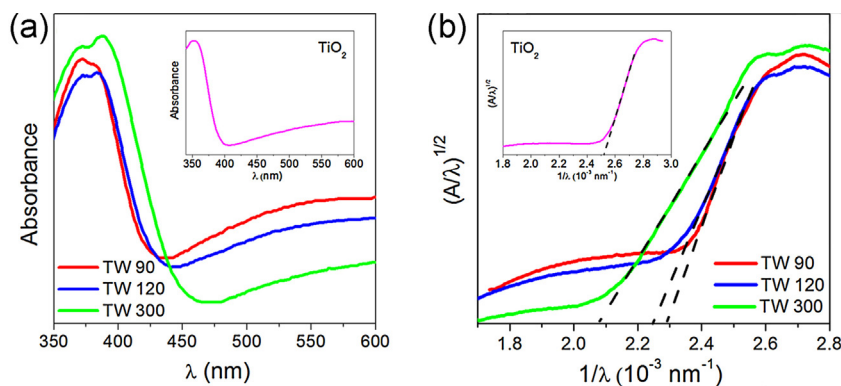 (a)
Absorbance
λ (nm)
350 400 450 500 550 600
TW 90
TW 120
TW 300
TiO2
Absorbance
λ (nm)
350 400 450 500 550 600
(b)
(A/λ)1/2
1/λ (10-3 nm-1)
1.8 2.0 2.2 2.4 2.6 2.8
TW 90
TW 120
TW 300
TiO2
(A/λ)1/2
1/λ (10-3 nm-1)
1.8 2.0 2.2 2.4 2.6 2.8 3.0